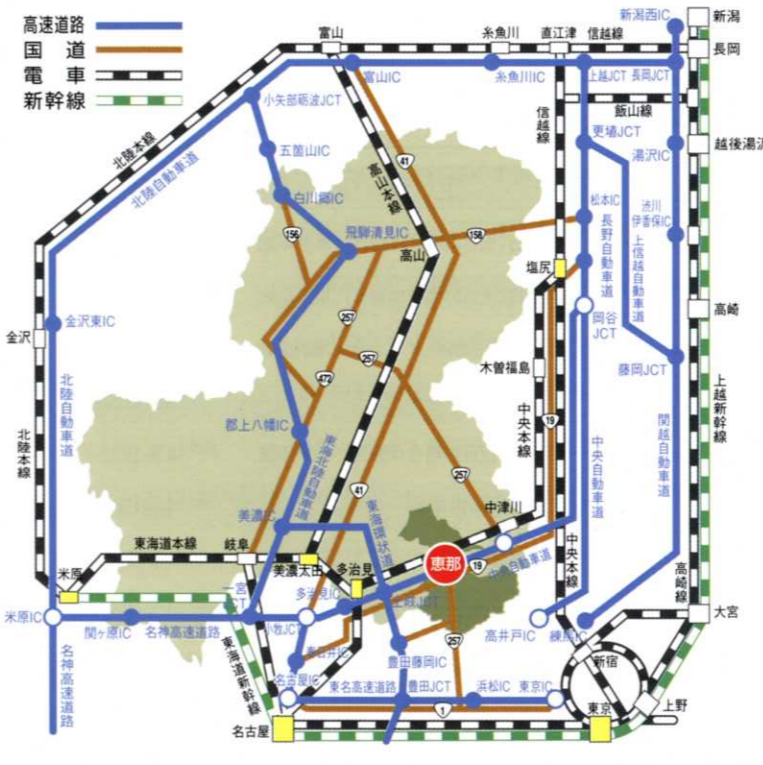 高速道路
国道
電車
新幹線
富山
糸魚川
直江津
信越線
新潟西IC
新潟
長岡
富山IC
糸魚川IC
上越JCT
長岡JCT
小矢部砺波JCT
飯山線
信越線
北陸本線
北陸自動車道
五箇山IC
高山本線
41
更埴JCT
湯沢IC
越後湯沢
白川郷IC
156
飛騨清見IC
158
高山
松本IC
長野自動車道
上信越自動車道
渋川
伊香保IC
塩尻
257
岡谷
JCT
高崎
金沢
金沢東IC
257
472
木曽福島
藤岡JCT
北陸自動車道
北陸本線
郡上八幡IC
東海北陸自動車道
中央本線
19
中央自動車道
関越自動車道
上越新幹線
41
257
美濃IC
東海環状道
中津川
東海道本線
岐阜
美濃太田
多治見
恵那
19
中央自動車道
中央本線
高崎線
米原
一宮
JCT
多治見IC
土岐JCT
米原IC
関ヶ原IC
名神高速道路
小牧JCT
257
高井戸IC
練馬IC
大宮
名神高速道路
東海道新幹線
春日井IC
豊田藤岡IC
新宿
名古屋IC
東名高速道路
豊田JCT
浜松IC
東京IC
1
名古屋
東京
上野